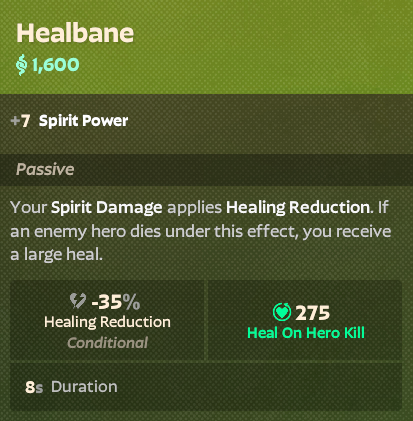 Healbane
1,600
+7 Spirit Power
Passive
Your Spirit Damage applies Healing Reduction. If
an enemy hero dies under this effect, you receive
a large heal.
-35%
Healing Reduction
Conditional
275
Heal On Hero Kill
8s Duration